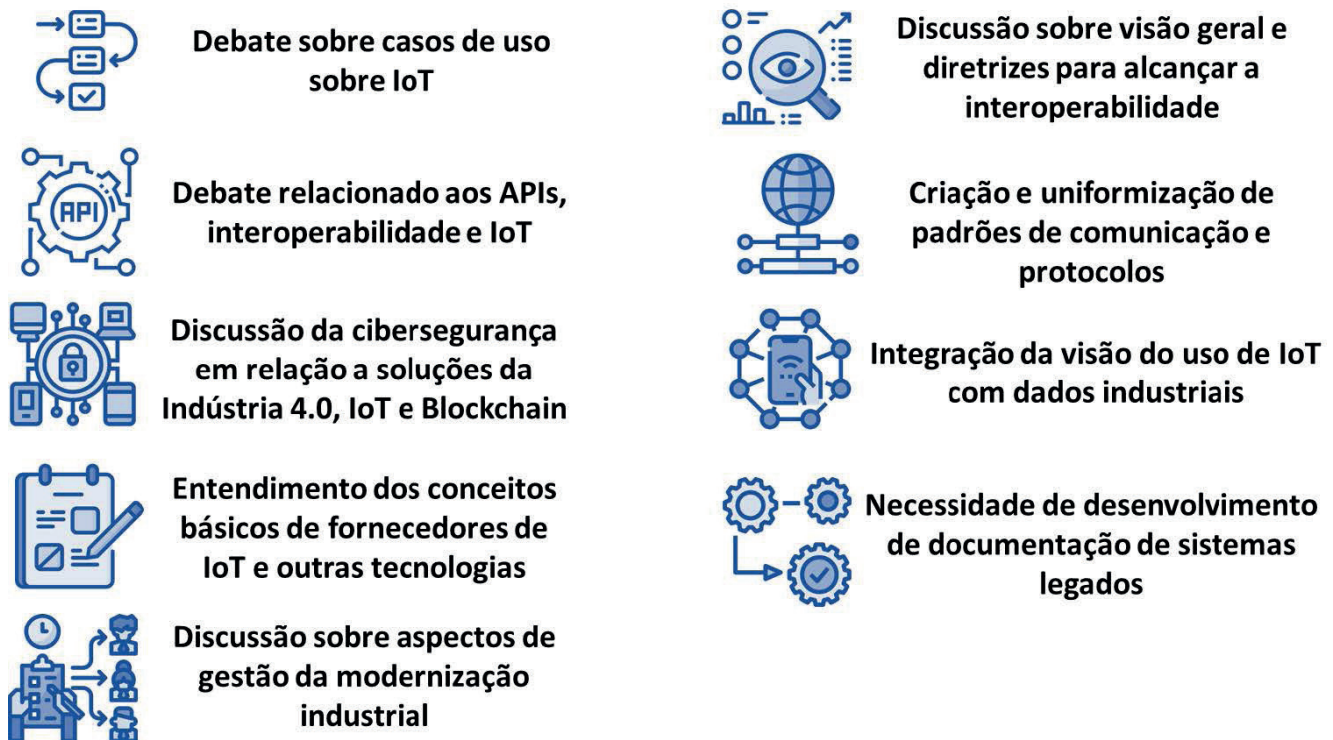 Debate sobre casos de uso
sobre IoT
API
Debate relacionado aos APIs,
interoperabilidade e IoT
Discussão da cibersegurança
em relação a soluções da
Indústria 4.0, IoT e Blockchain
Entendimento dos conceitos
básicos de fornecedores de
IoT e outras tecnologias
Discussão sobre aspectos de
gestão da modernização
industrial
Discussão sobre visão geral e
diretrizes para alcançar a
interoperabilidade
Criação e uniformização de
padrões de comunicação e
protocolos
Integração da visão do uso de IoT
com dados industriais
Necessidade de desenvolvimento
de documentação de sistemas
legados